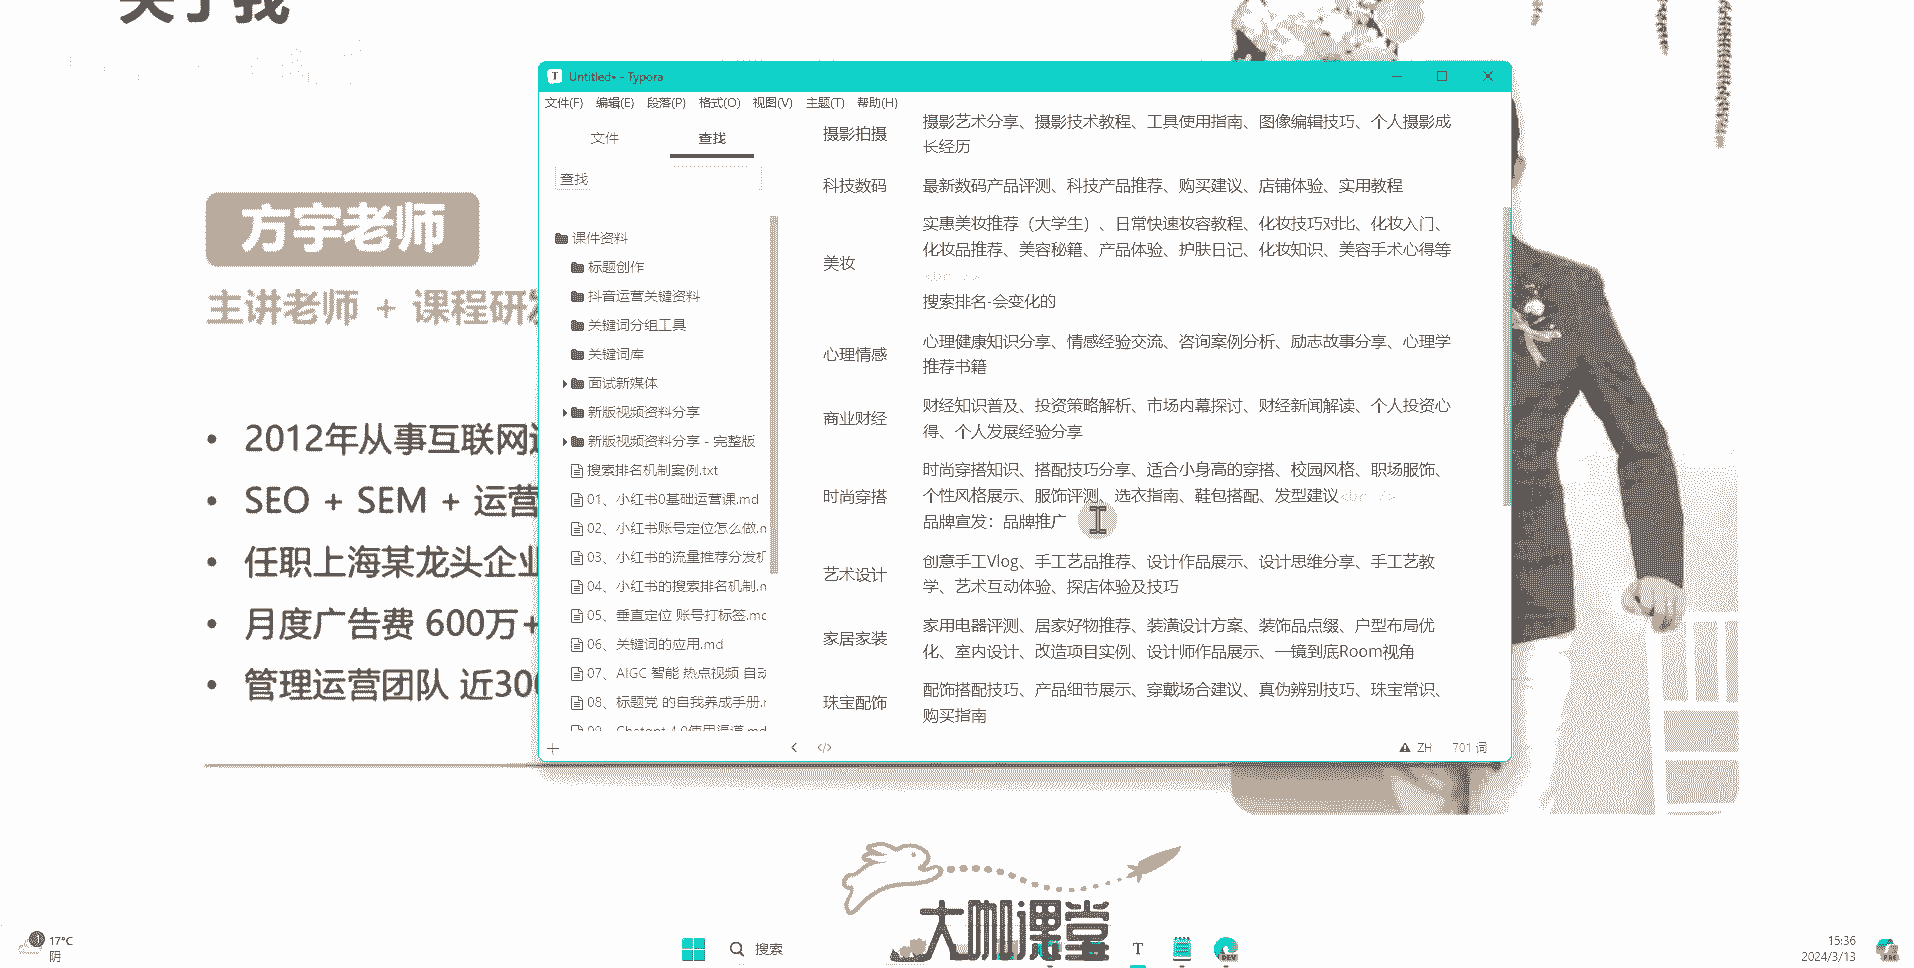 关于我
方宇老师
主讲老师 + 课程研发
• 2012年从事互联网
• SEO + SEM + 运营
• 任职上海某龙头企业
• 月度广告费 600万+
• 管理运营团队 近300
Untitled• - Typora
文件(F) 编辑(E) 段落(P) 格式(O) 视图(V) 主题(T) 帮助(H)
文件 查找
查找
课件资料
标题创作
抖音运营关键资料
关键词分组工具
关键词库
面试新媒体
新版视频资料分享
新版视频资料分享 - 完整版
搜索排名机制案例.txt
01、小红书0基础运营课.md
02、小红书账号定位怎么做.m
03、小红书的流量推荐分发机
04、小红书的搜索排名机制.m
05、垂直定位 账号打标签.md
06、关键词的应用.md
07、AIGC 智能 热点视频 自动
08、标题党 的自我养成手册.m
09、Chatgpt 4.0使用渠道.md
摄影拍摄
摄影艺术分享、摄影技术教程、工具使用指南、图像编辑技巧、个人摄影成
长经历
科技数码
最新数码产品评测、科技产品推荐、购买建议、店铺体验、实用教程
美妆
实惠美妆推荐（大学生）、日常快速妆容教程、化妆技巧对比、化妆入门、
化妆品推荐、美容秘籍、产品体验、护肤日记、化妆知识、美容手术心得等
<br />
搜索排名-会变化的
心理情感
心理健康知识分享、情感经验交流、咨询案例分析、励志故事分享、心理学
推荐书籍
商业财经
财经知识普及、投资策略解析、市场内幕探讨、财经新闻解读、个人投资心
得、个人发展经验分享
时尚穿搭
时尚穿搭知识、搭配技巧分享、适合小身高的穿搭、校园风格、职场服饰、
个性风格展示、服饰评测、选衣指南、鞋包搭配、发型建议<br />
品牌宣发：品牌推广
艺术设计
创意手工Vlog、手工艺品推荐、设计作品展示、设计思维分享、手工艺教
学、艺术互动体验、探店体验及技巧
家居家装
家用电器评测、居家好物推荐、装潢设计方案、装饰品点缀、户型布局优
化、室内设计、改造项目实例、设计师作品展示、一镜到底Room视角
珠宝配饰
配饰搭配技巧、产品细节展示、穿戴场合建议、真伪辨别技巧、珠宝常识、
购买指南
ZH 701 词
大咖课堂
1
17°C
阴
搜索
T
DEV
15:36
2024/3/13
PRE